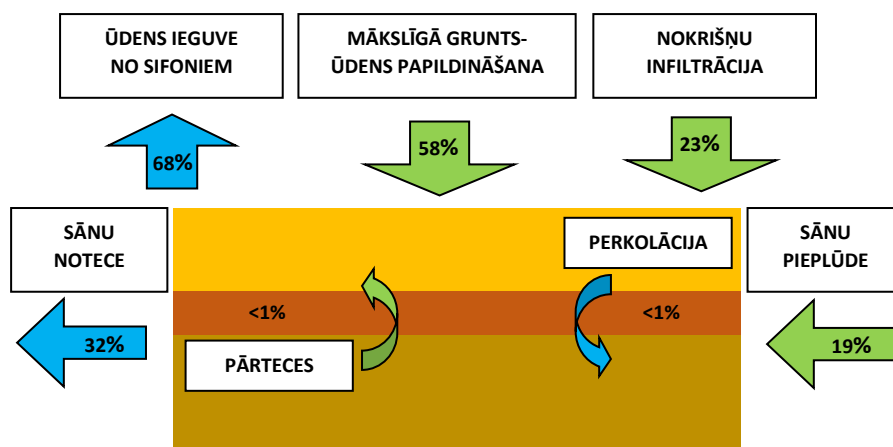 ŪDENS IEGUVE
NO SIFONIEM
MĀKSLĪGĀ GRUNTS-
ŪDENS PAPILDINĀŠANA
NOKRIŠŅU
INFILTRĀCIJA
68%
58%
23%
SĀNU
NOTECE
PERKOLĀCIJA
SĀNU
PIEPLŪDE
<1%
<1%
32%
PĀRTECES
19%